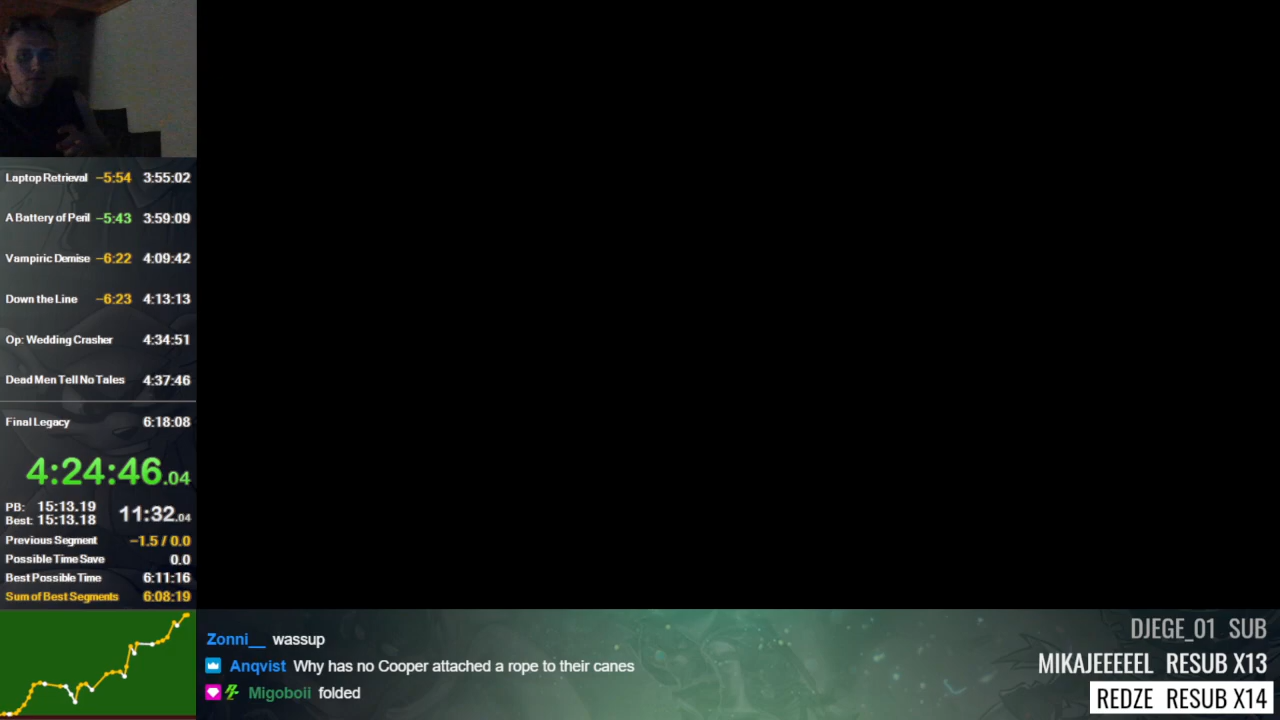 Laptop Retrieval −5:54 3:55:02
A Battery of Peril −5:43 3:59:09
Vampiric Demise −6:22 4:09:42
Down the Line −6:23 4:13:13
Op: Wedding Crasher 4:34:51
Dead Men Tell No Tales 4:37:46
Final Legacy 6:18:08
4:24:46.04
PB: 15:13.19
Best: 15:13.18
11:32.04
Previous Segment −1.5 / 0.0
Possible Time Save 0.0
Best Possible Time 6:11:16
Sum of Best Segments 6:08:19
Zonni__ wassup
Anqvist Why has no Cooper attached a rope to their canes
Migoboii folded
DJEGE_01 SUB
MIKAJEEEEEL RESUB X13
REDZE RESUB X14